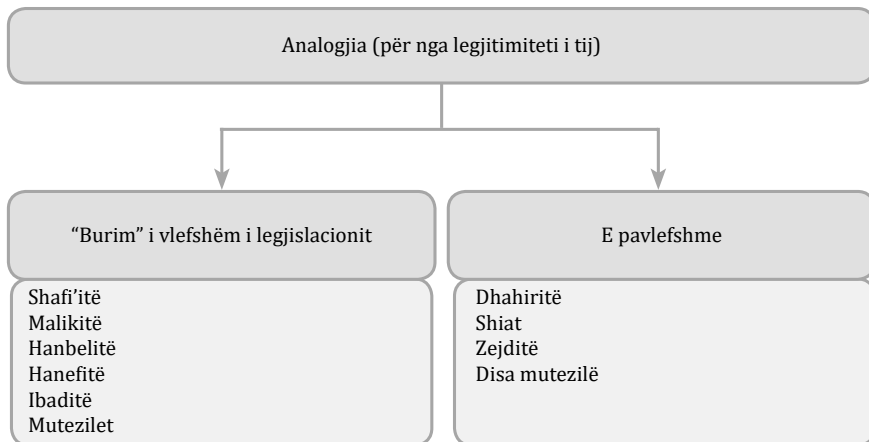 Analogjia (për nga legjitimiteti i tij)
“Burim” i vlefshëm i legjislacionit
Shafi’itë
Malikitë
Hanbelitë
Hanefitë
Ibaditë
Mutezilet
E pavlefshme
Dhahiritë
Shiat
Zejditë
Disa mutezilë